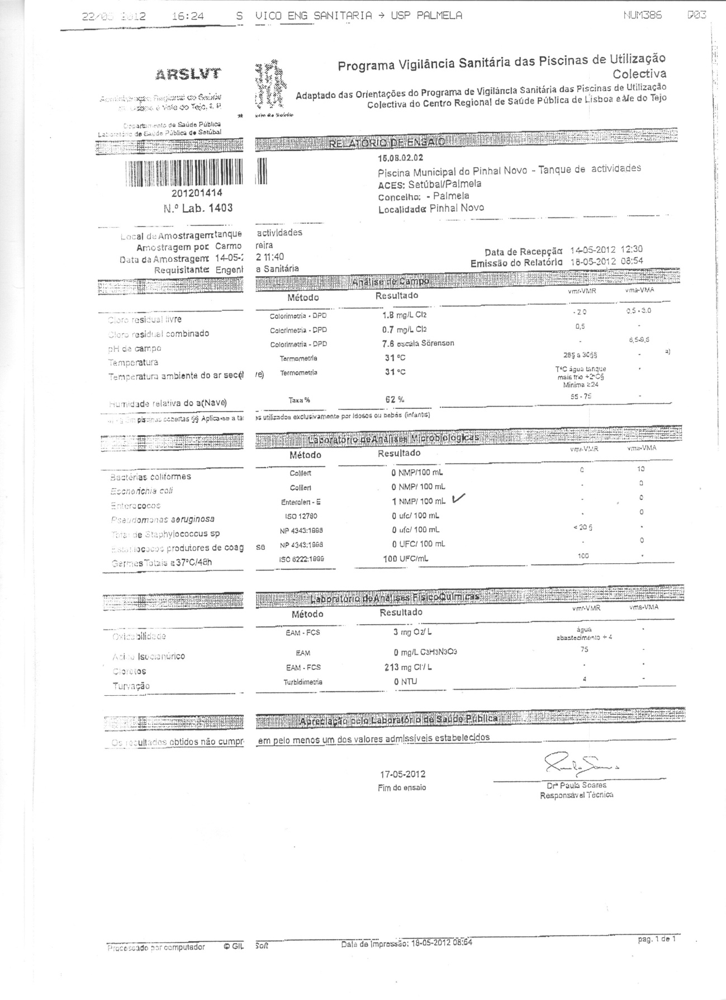 22/05 2012 16:24 S VICO ENG SANITARIA → USP PALMELA NUM386 D03
ARSLVT
Administração Regional de Saúde
de Lisboa e Vale do Tejo, S. P.
Departamento de Saúde Pública
Laboratório de Saúde Pública de Setúbal
Programa Vigilância Sanitária das Piscinas de Utilização
Colectiva
Adaptado das Orientações do Programa de Vigilância Sanitária das Piscinas de Utilização
Colectiva do Centro Regional de Saúde Pública de Lisboa e Vale do Tejo
RELATÓRIO DE ENSAIO
15.08.02.02
Piscina Municipal do Pinhal Novo - Tanque de actividades
ACES: Setúbal/Palmela
Concelho: - Palmela
Localidade: Pinhal Novo
201201414
N.º Lab. 1403
Local de Amostragem: tanque actividades
Amostragem por: Carmo reira
Data da Amostragem: 14-05-2 2 11:40
Requisitante: Engenh a Sanitária
Data de Recepção: 14-05-2012 12:30
Emissão do Relatório: 18-05-2012 08:54
Análise de Campo
Método Resultado vmr-VMR vma-VMA
Cloro residual livre Colorimetria - DPD 1.8 mg/L Cl2 - 2.0 0,5 - 3.0
Cloro residual combinado Colorimetria - DPD 0.7 mg/L Cl2 0,5 -
pH de campo Colorimetria - DPD 7.6 escala Sörenson - 6,5-8,5
Temperatura Termometria 31 ºC 28§ a 30§§ - a)
Temperatura ambiente do ar seco( ve) Termometria 31 ºC TºC água tanque -
mais frio +2ºC§
Minima ≥24
Humidade relativa do a(Nave) Taxa % 62 % 55 - 75 -
§ Em piscinas cobertas §§ Aplica-se a ta es utilizados exclusivamente por Idosos ou bebés (infantis)
Laboratório de Análises Microbiologicas
Método Resultado vmr-VMR vma-VMA
Bactérias coliformes Colilert 0 NMP/100 mL 0 10
Escherichia coli Colilert 0 NMP/ 100 mL - 0
Enterococos Enterolert - E 1 NMP/ 100 mL ✓ - 0
Pseudomonas aeruginosa ISO 12780 0 ufc/ 100 mL - 0
Total de Staphylococcus sp NP 4343:1998 0 ufc/ 100 mL < 20 § -
Estafilococos produtores de coag se NP 4343:1998 0 UFC/ 100 mL - 0
Germes Totais a 37ºC/48h ISO 6222:1999 100 UFC/mL 100 -
Laboratório de Análises FisicoQuímicas
Método Resultado vmr-VMR vma-VMA
Oxidabilidade EAM - FCS 3 mg O2/ L água -
abastecimento + 4
Acido Isocianúrico EAM 0 mg/L C3H3N3O3 75 -
Cloretos EAM - FCS 213 mg Cl-/ L - -
Turvação Turbidimetria 0 NTU 4 -
Apreciação pelo Laboratório de Saúde Pública
Os resultados obtidos não cumpr em pelo menos um dos valores admissíveis estabelecidos
17-05-2012
Fim do ensaio
Drª Paula Soares
Responsável Técnica
Processado por computador © GIL Soft Data de Impressão: 18-05-2012 08:54 pag. 1 de 1